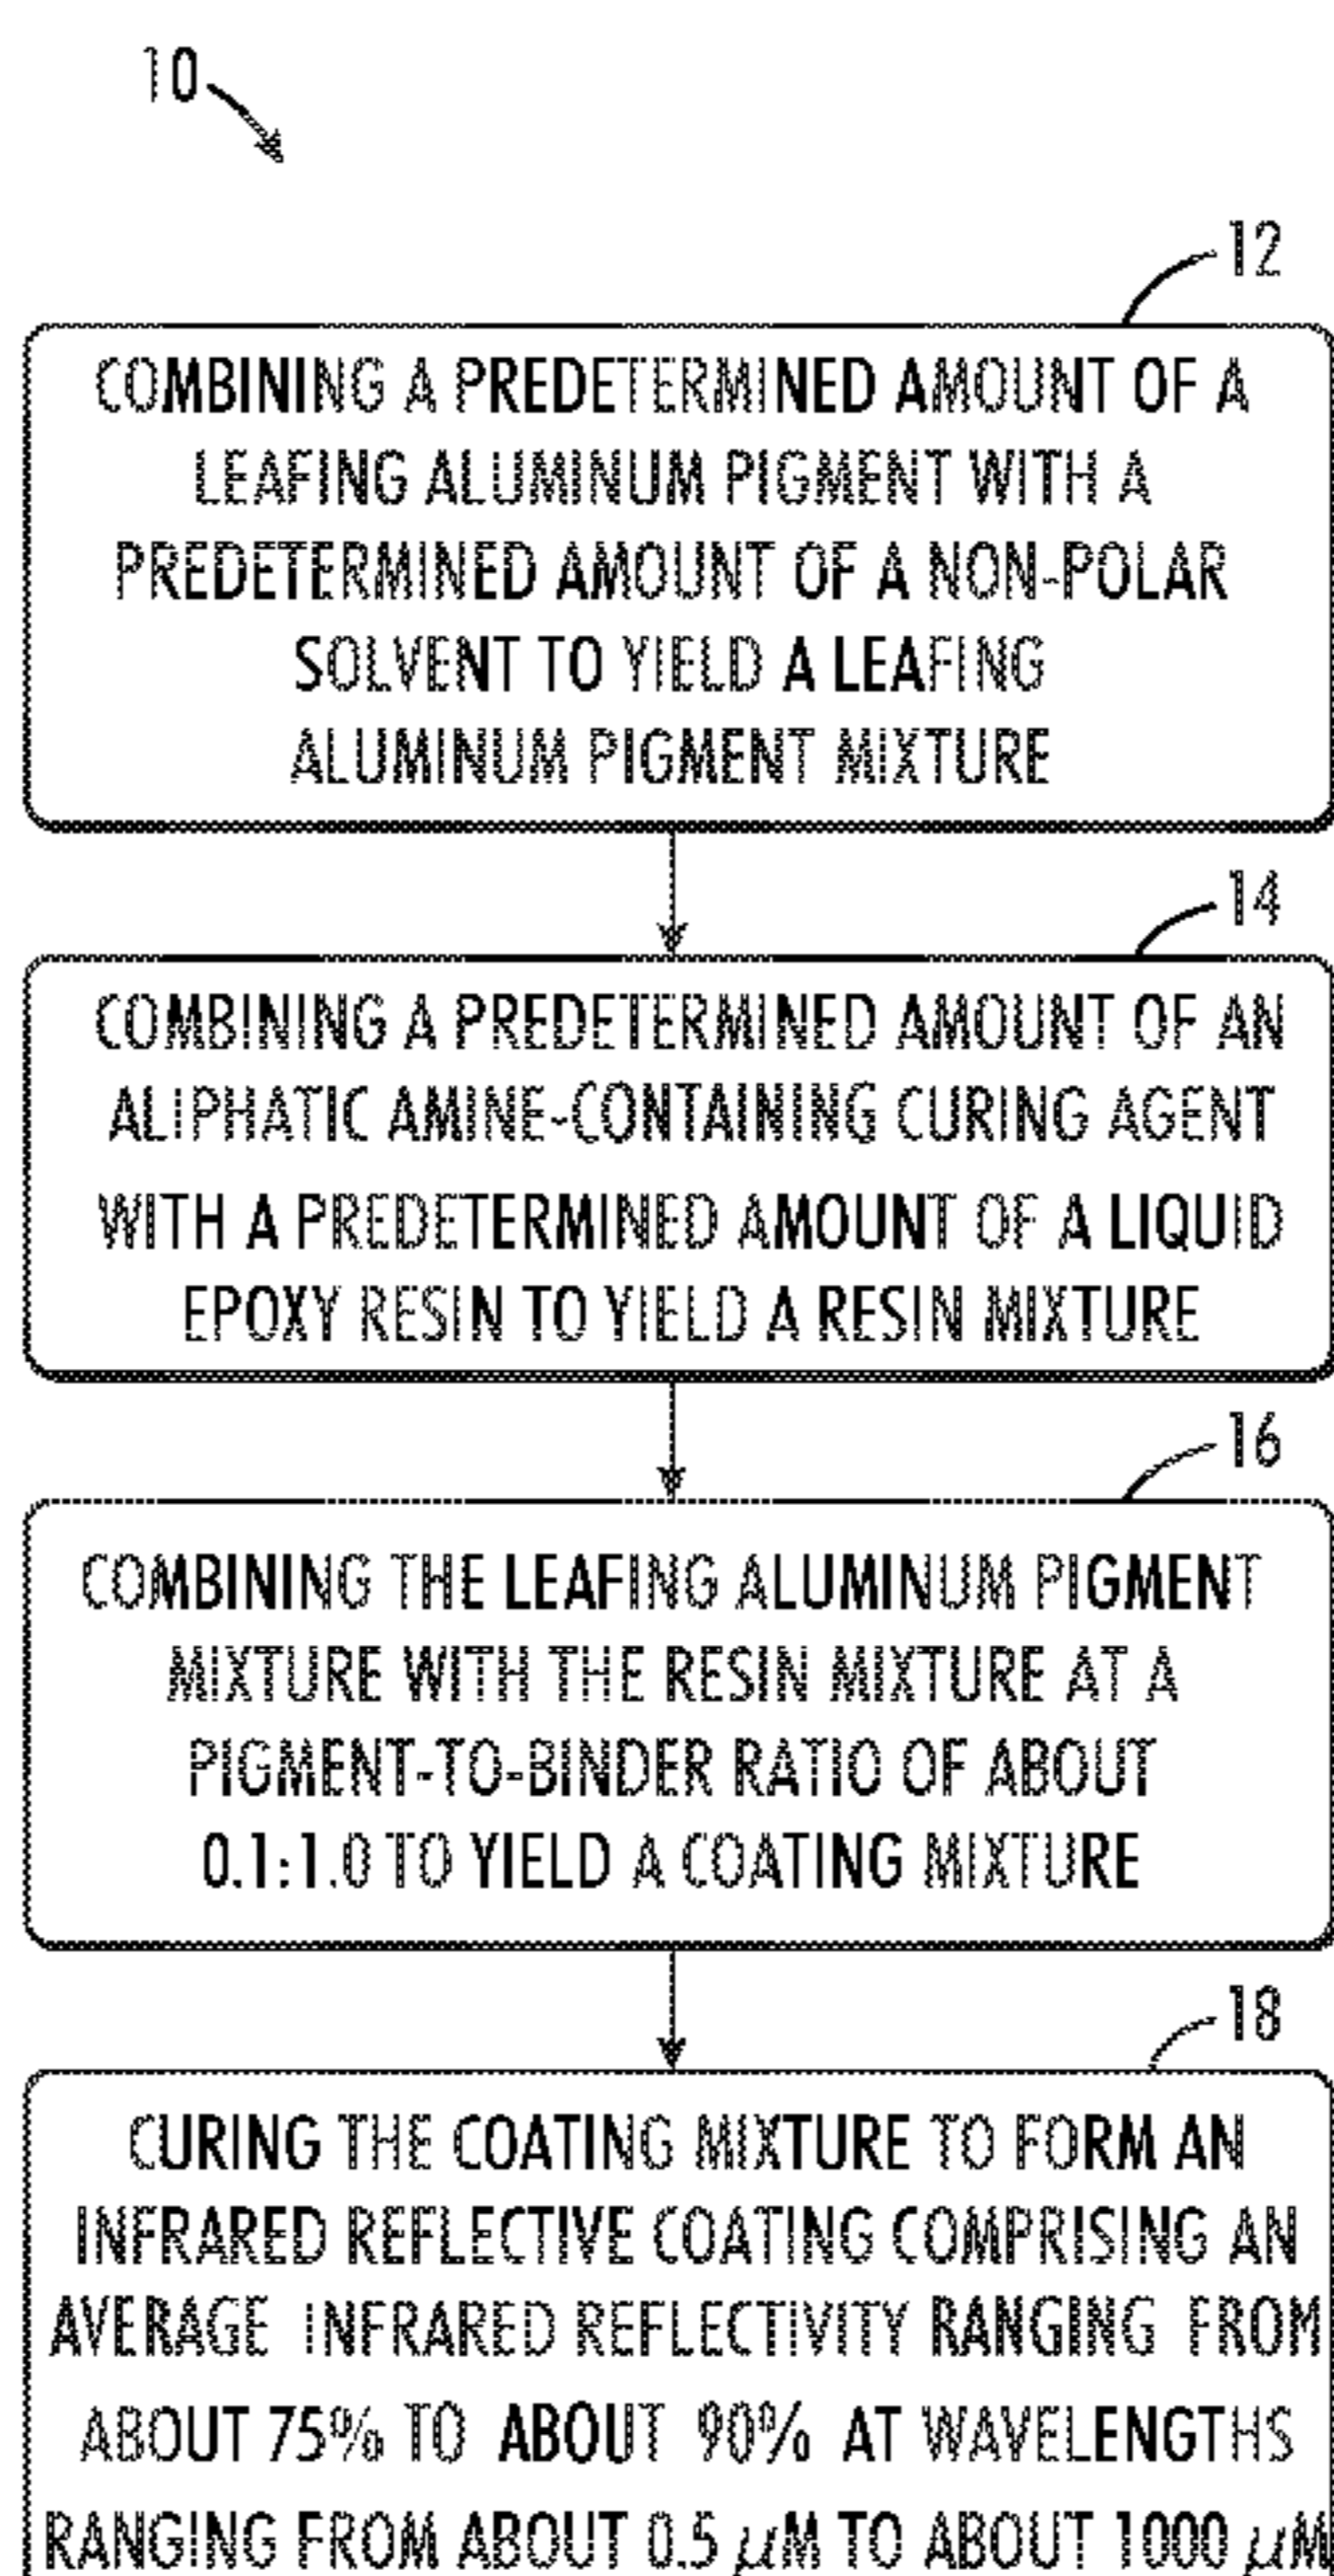 10
12
COMBINING A PREDETERMINED AMOUNT OF A
LEAFING ALUMINUM PIGMENT WITH A
PREDETERMINED AMOUNT OF A NON-POLAR
SOLVENT TO YIELD A LEAFING
ALUMINUM PIGMENT MIXTURE
14
COMBINING A PREDETERMINED AMOUNT OF AN
ALIPHATIC AMINE-CONTAINING CURING AGENT
WITH A PREDETERMINED AMOUNT OF A LIQUID
EPOXY RESIN TO YIELD A RESIN MIXTURE
16
COMBINING THE LEAFING ALUMINUM PIGMENT
MIXTURE WITH THE RESIN MIXTURE AT A
PIGMENT-TO-BINDER RATIO OF ABOUT
0.1:1.0 TO YIELD A COATING MIXTURE
18
CURING THE COATING MIXTURE TO FORM AN
INFRARED REFLECTIVE COATING COMPRISING AN
AVERAGE INFRARED REFLECTIVITY RANGING FROM
ABOUT 75% TO ABOUT 90% AT WAVELENGTHS
RANGING FROM ABOUT 0.5 μM TO ABOUT 1000 μM